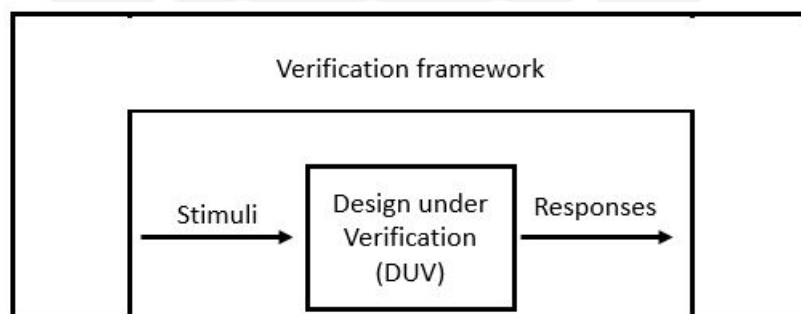 Verification framework
Stimuli
Design under
Verification
(DUV)
Responses